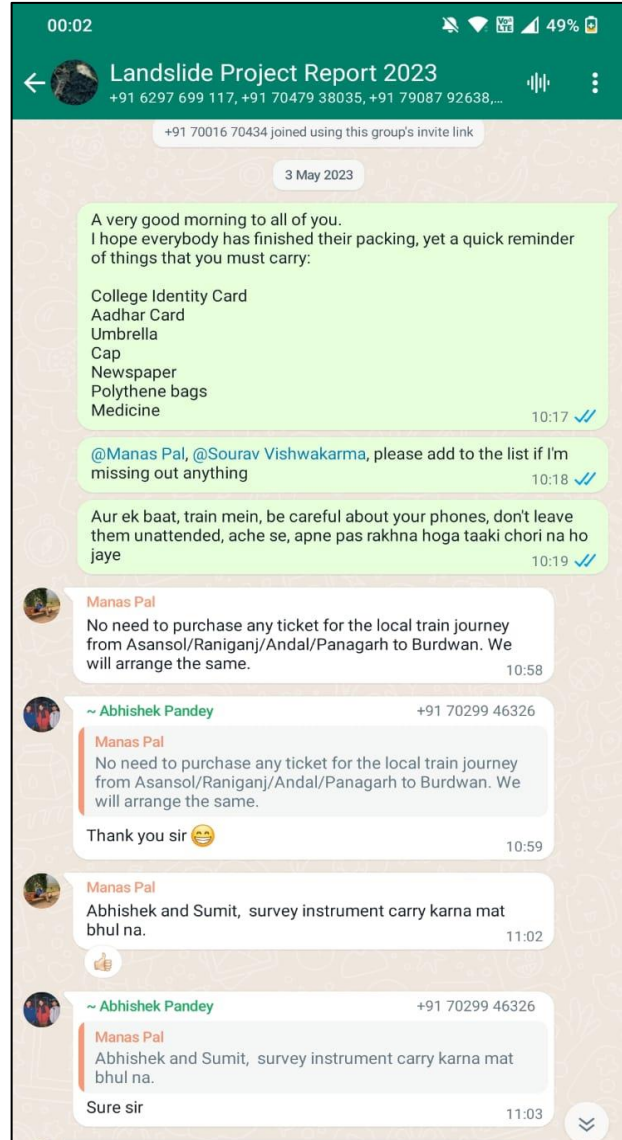 00:02
Vo))
LTE
49%
Landslide Project Report 2023
+91 6297 699 117, +91 70479 38035, +91 79087 92638,...
+91 70016 70434 joined using this group's invite link
3 May 2023
A very good morning to all of you.
I hope everybody has finished their packing, yet a quick reminder
of things that you must carry:
College Identity Card
Aadhar Card
Umbrella
Cap
Newspaper
Polythene bags
Medicine
10:17
@Manas Pal, @Sourav Vishwakarma, please add to the list if I'm
missing out anything
10:18
Aur ek baat, train mein, be careful about your phones, don't leave
them unattended, ache se, apne pas rakhna hoga taaki chori na ho
jaye
10:19
Manas Pal
No need to purchase any ticket for the local train journey
from Asansol/Raniganj/Andal/Panagarh to Burdwan. We
will arrange the same.
10:58
~ Abhishek Pandey +91 70299 46326
Manas Pal
No need to purchase any ticket for the local train journey
from Asansol/Raniganj/Andal/Panagarh to Burdwan. We
will arrange the same.
Thank you sir 😁
10:59
Manas Pal
Abhishek and Sumit, survey instrument carry karna mat
bhul na.
11:02
~ Abhishek Pandey +91 70299 46326
Manas Pal
Abhishek and Sumit, survey instrument carry karna mat
bhul na.
Sure sir
11:03